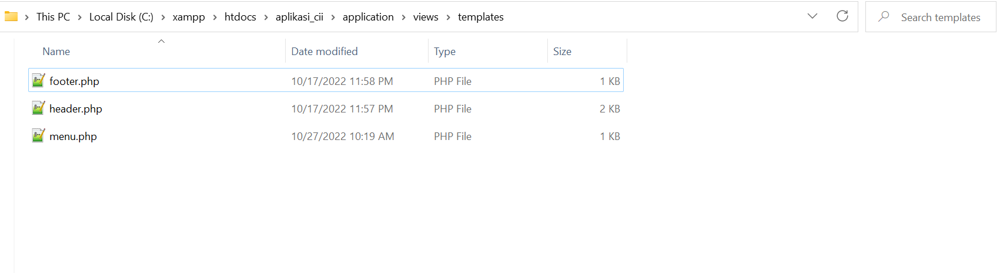 This PC > Local Disk (C:) > xampp > htdocs > aplikasi_cii > application > views > templates Search templates
Name Date modified Type Size
footer.php 10/17/2022 11:58 PM PHP File 1 KB
header.php 10/17/2022 11:57 PM PHP File 2 KB
menu.php 10/27/2022 10:19 AM PHP File 1 KB